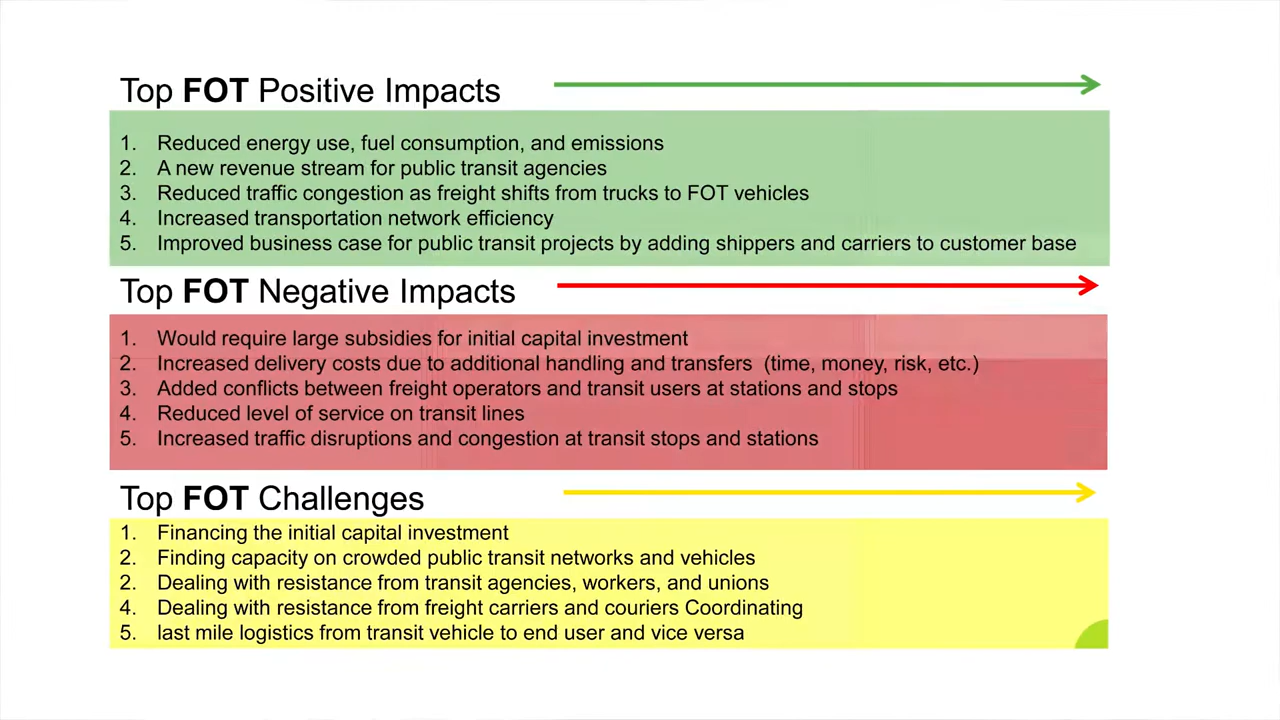 Top FOT Positive Impacts
1. Reduced energy use, fuel consumption, and emissions
2. A new revenue stream for public transit agencies
3. Reduced traffic congestion as freight shifts from trucks to FOT vehicles
4. Increased transportation network efficiency
5. Improved business case for public transit projects by adding shippers and carriers to customer base
Top FOT Negative Impacts
1. Would require large subsidies for initial capital investment
2. Increased delivery costs due to additional handling and transfers (time, money, risk, etc.)
3. Added conflicts between freight operators and transit users at stations and stops
4. Reduced level of service on transit lines
5. Increased traffic disruptions and congestion at transit stops and stations
Top FOT Challenges
1. Financing the initial capital investment
2. Finding capacity on crowded public transit networks and vehicles
2. Dealing with resistance from transit agencies, workers, and unions
4. Dealing with resistance from freight carriers and couriers Coordinating
5. last mile logistics from transit vehicle to end user and vice versa